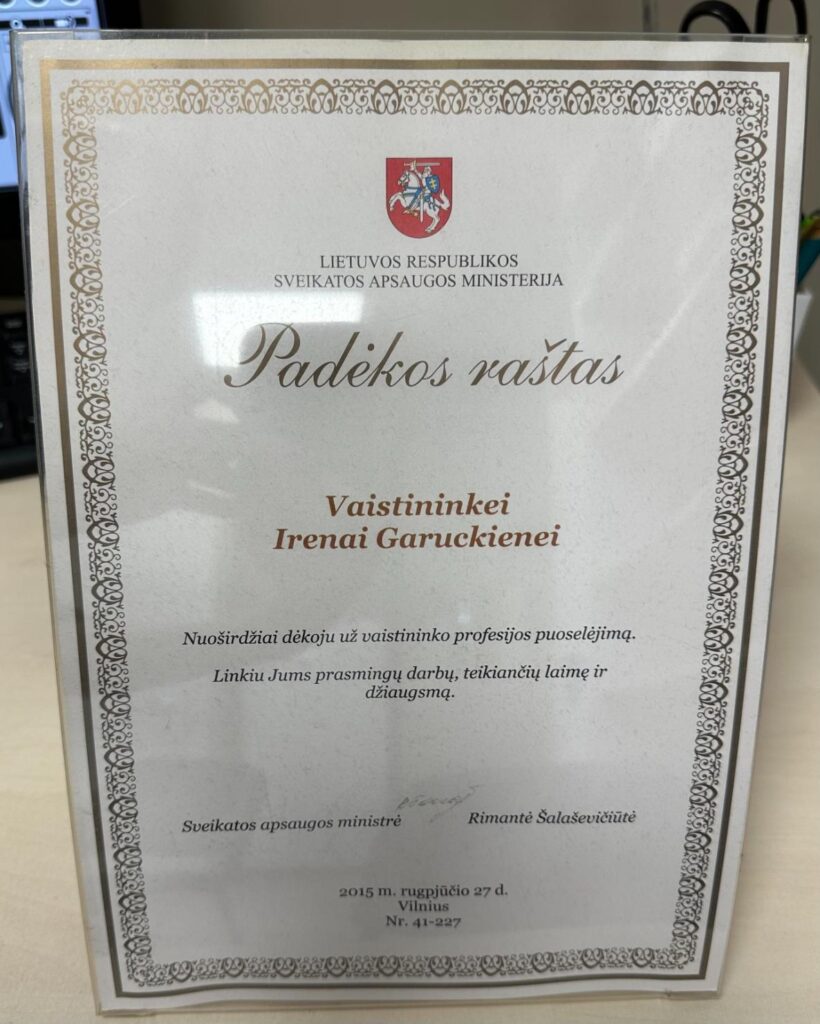 LIETUVOS RESPUBLIKOS
SVEIKATOS APSAUGOS MINISTERIJA
Padėkos raštas
Vaistininkei
Irenai Garuckienei
Nuoširdžiai dėkoju už vaistininko profesijos puoselėjimą.
Linkiu Jums prasmingų darbų, teikiančių laimę ir
džiaugsmą.
Sveikatos apsaugos ministrė
Rimantė Šalaševičiūtė
2015 m. rugpjūčio 27 d.
Vilnius
Nr. 41-227